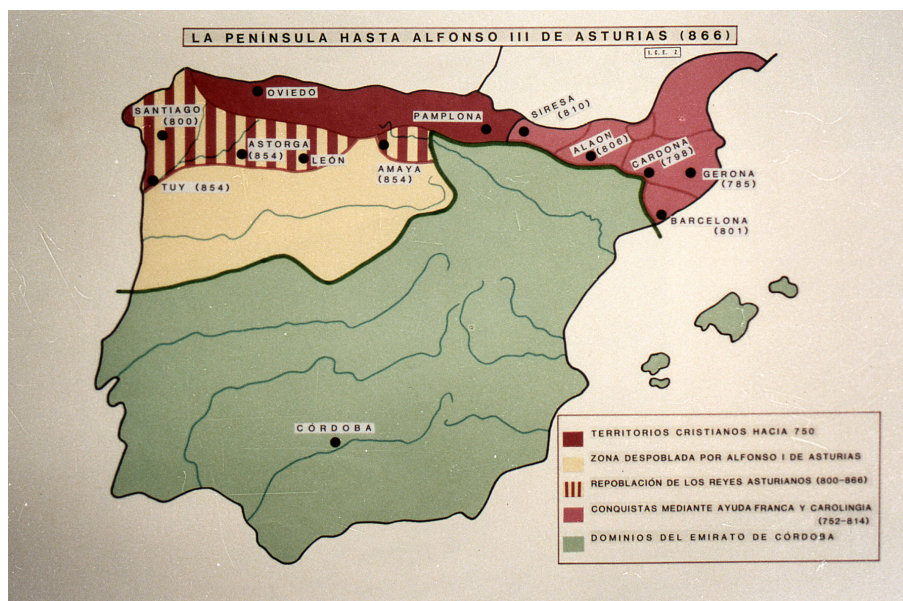 LA PENÍNSULA HASTA ALFONSO III DE ASTURIAS (866)
I.C.E. Z
OVIEDO
SANTIAGO
(800)
ASTORGA
(854)
LEÓN
TUY (854)
AMAYA
(854)
PAMPLONA
SIRESA
(810)
ALAON
(806)
CARDONA
(798)
GERONA
(785)
BARCELONA
(801)
CÓRDOBA
TERRITORIOS CRISTIANOS HACIA 750
ZONA DESPOBLADA POR ALFONSO I DE ASTURIAS
REPOBLACIÓN DE LOS REYES ASTURIANOS (800-866)
CONQUISTAS MEDIANTE AYUDA FRANCA Y CAROLINGIA
(752-814)
DOMINIOS DEL EMIRATO DE CÓRDOBA